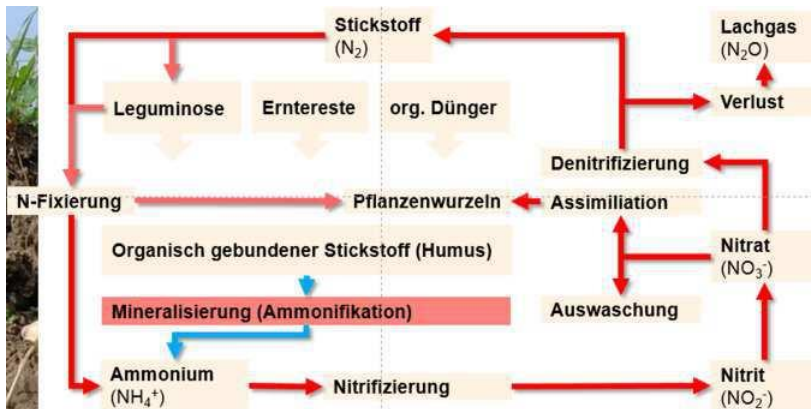 Stickstoff
(N₂)
Lachgas
(N₂O)
Leguminose
Erntereste
org. Dünger
Verlust
Denitrifizierung
N-Fixierung
Pflanzenwurzeln
Assimiliation
Organisch gebundener Stickstoff (Humus)
Nitrat
(NO₃⁻)
Mineralisierung (Ammonifikation)
Auswaschung
Ammonium
(NH₄⁺)
Nitrifizierung
Nitrit
(NO₂⁻)